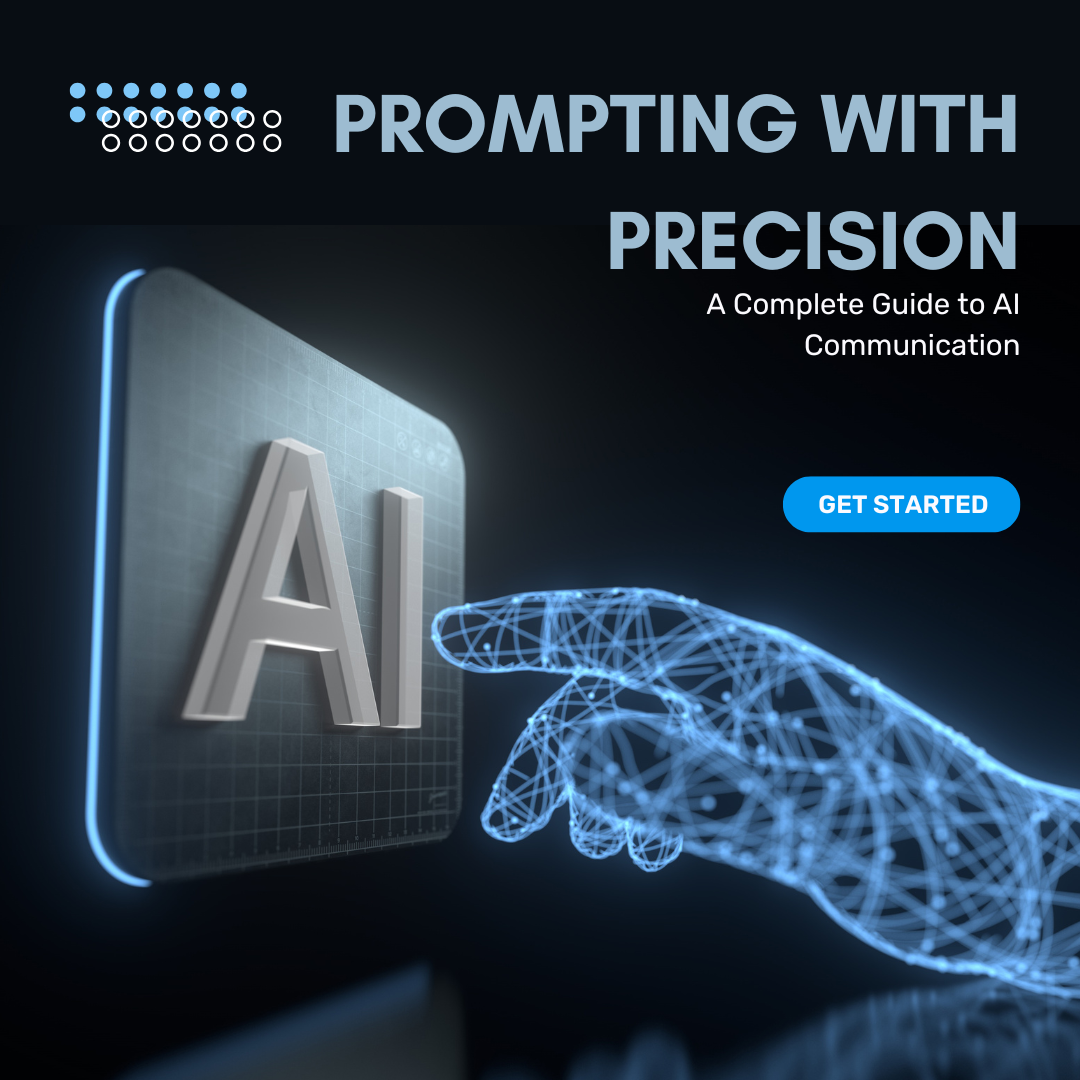 PROMPTING WITH
PRECISION
A Complete Guide to AI
Communication
GET STARTED
AI